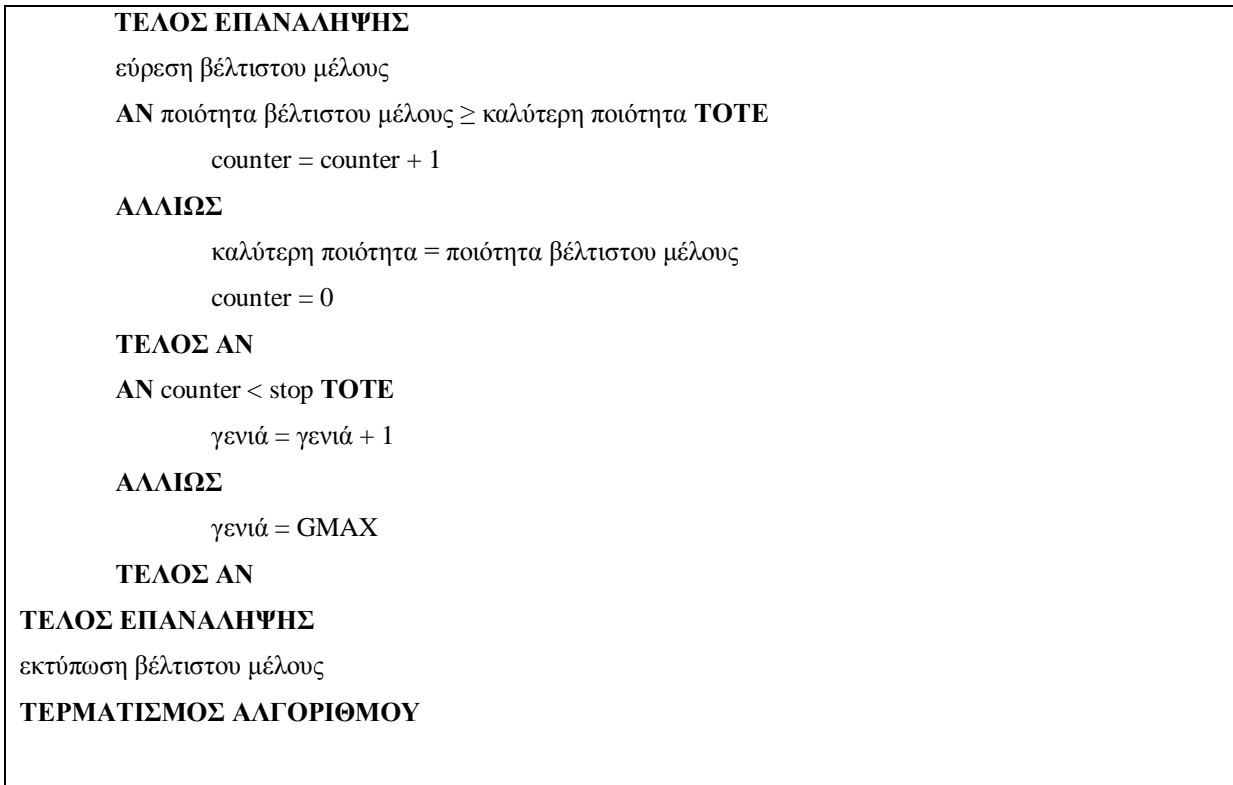 ΤΕΛΟΣ ΕΠΑΝΑΛΗΨΗΣ
εύρεση βέλτιστου μέλους
ΑΝ ποιότητα βέλτιστου μέλους ≥ καλύτερη ποιότητα ΤΟΤΕ
counter = counter + 1
ΑΛΛΙΩΣ
καλύτερη ποιότητα = ποιότητα βέλτιστου μέλους
counter = 0
ΤΕΛΟΣ ΑΝ
ΑΝ counter < stop ΤΟΤΕ
γενιά = γενιά + 1
ΑΛΛΙΩΣ
γενιά = GMAX
ΤΕΛΟΣ ΑΝ
ΤΕΛΟΣ ΕΠΑΝΑΛΗΨΗΣ
εκτύπωση βέλτιστου μέλους
ΤΕΡΜΑΤΙΣΜΟΣ ΑΛΓΟΡΙΘΜΟΥ